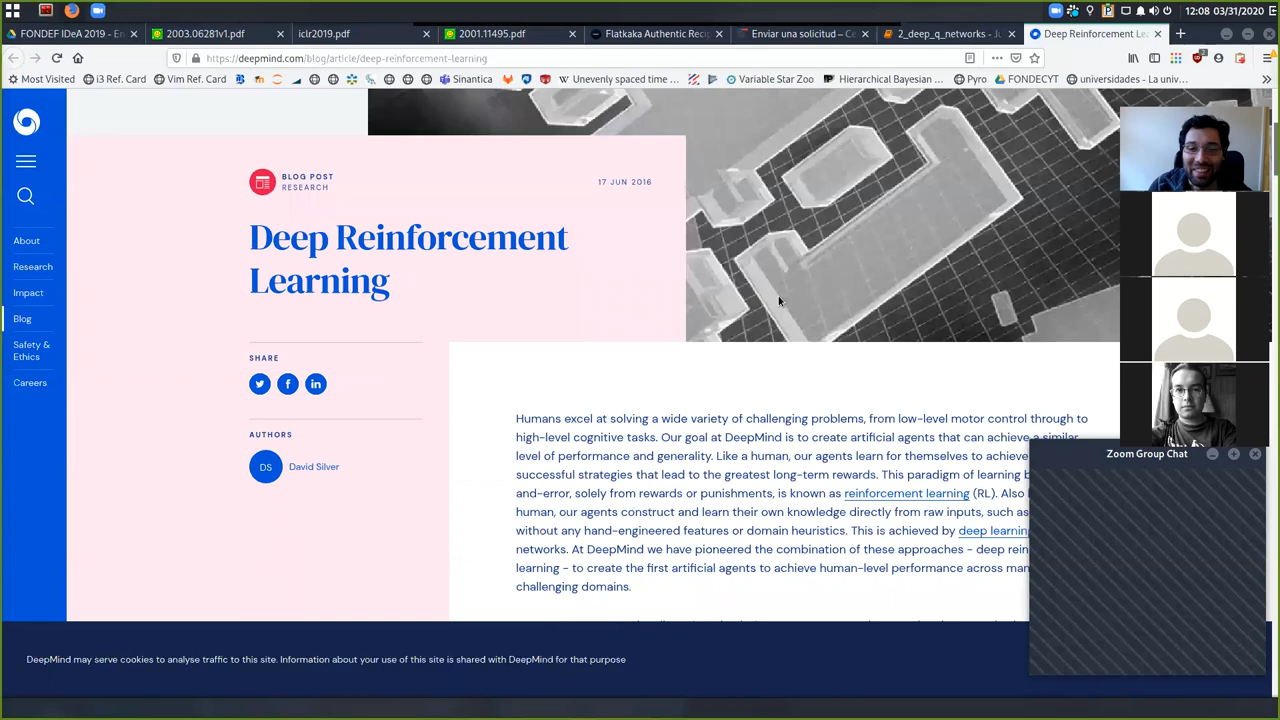 12:08 03/31/2020
FONDEF IDeA 2019 - En
2003.06281v1.pdf
iclr2019.pdf
2001.11495.pdf
Flatkaka Authentic Reci
Enviar una solicitud – Ce
2_deep_q_networks - Ju
Deep Reinforcement Le
https://deepmind.com/blog/article/deep-reinforcement-learning
Most Visited
i3 Ref. Card
Vim Ref. Card
Sinantica
Unevenly spaced time ...
Variable Star Zoo
Hierarchical Bayesian ...
Pyro
FONDECYT
universidades - La univ...
BLOG POST
RESEARCH
17 JUN 2016
Deep Reinforcement
Learning
About
Research
Impact
Blog
Safety &
Ethics
Careers
SHARE
AUTHORS
DS
David Silver
Humans excel at solving a wide variety of challenging problems, from low-level motor control through to
high-level cognitive tasks. Our goal at DeepMind is to create artificial agents that can achieve a similar
level of performance and generality. Like a human, our agents learn for themselves to achieve
successful strategies that lead to the greatest long-term rewards. This paradigm of learning b
and-error, solely from rewards or punishments, is known as reinforcement learning (RL). Also l
human, our agents construct and learn their own knowledge directly from raw inputs, such as
without any hand-engineered features or domain heuristics. This is achieved by deep learning
networks. At DeepMind we have pioneered the combination of these approaches - deep rein
learning - to create the first artificial agents to achieve human-level performance across man
challenging domains.
Zoom Group Chat
DeepMind may serve cookies to analyse traffic to this site. Information about your use of this site is shared with DeepMind for that purpose